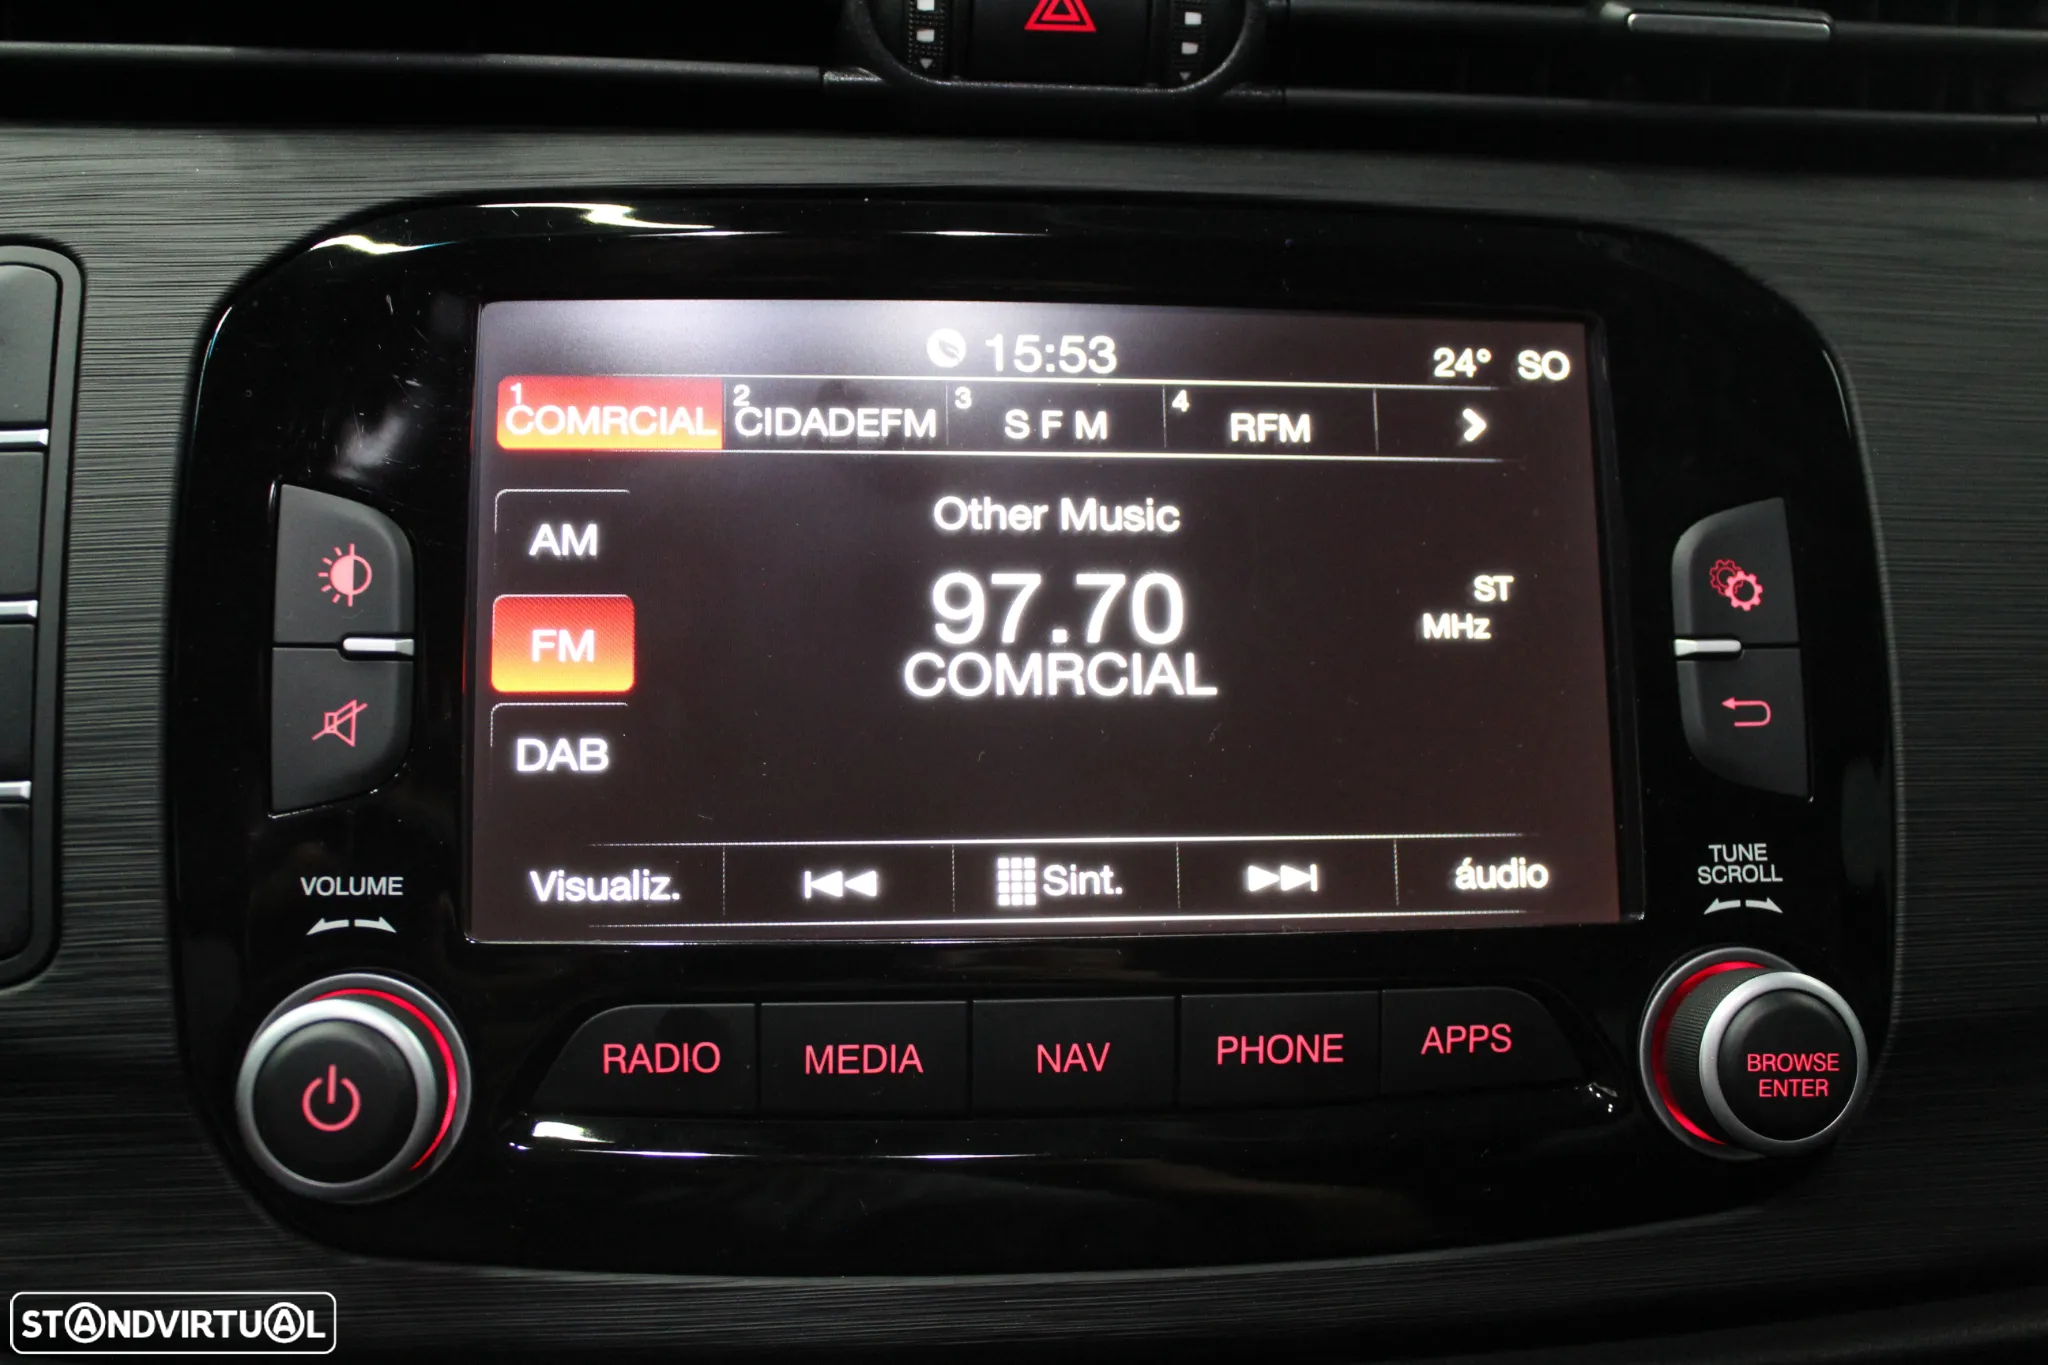 15:53
24° SO
1 COMRCIAL 2 CIDADEFM 3 S F M 4 RFM
Other Music
AM
97.70 ST
FM MHz
COMRCIAL
DAB
Visualiz. Sint. áudio
VOLUME
TUNE
SCROLL
RADIO MEDIA NAV PHONE APPS
BROWSE
ENTER
STANDVIRTUAL